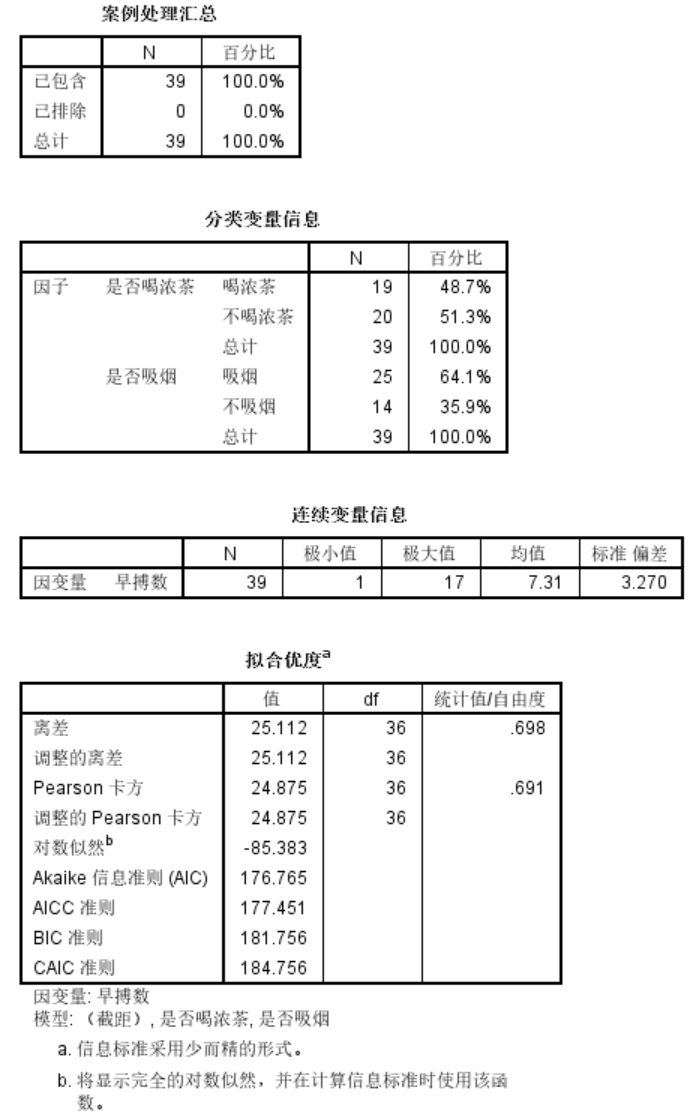 案例处理汇总
N 百分比
已包含 39 100.0%
已排除 0 0.0%
总计 39 100.0%
分类变量信息
N 百分比
因子 是否喝浓茶 喝浓茶 19 48.7%
不喝浓茶 20 51.3%
总计 39 100.0%
是否吸烟 吸烟 25 64.1%
不吸烟 14 35.9%
总计 39 100.0%
连续变量信息
N 极小值 极大值 均值 标准 偏差
因变量 早搏数 39 1 17 7.31 3.270
拟合优度a
值 df 统计值/自由度
离差 25.112 36 .698
调整的离差 25.112 36
Pearson 卡方 24.875 36 .691
调整的 Pearson 卡方 24.875 36
对数似然b -85.383
Akaike 信息准则 (AIC) 176.765
AICC 准则 177.451
BIC 准则 181.756
CAIC 准则 184.756
因变量: 早搏数
模型: （截距）, 是否喝浓茶, 是否吸烟
a. 信息标准采用少而精的形式。
b. 将显示完全的对数似然，并在计算信息标准时使用该函
数。